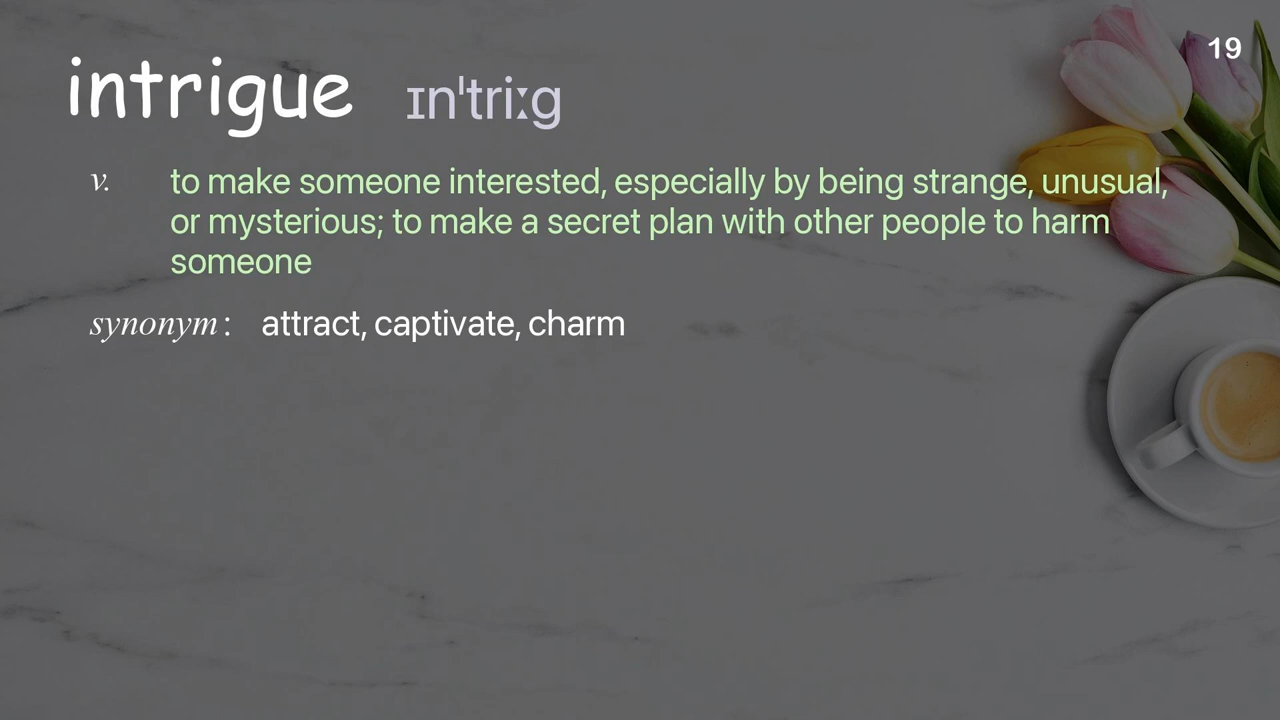 19
intrigue ɪnˈtriːg
v. to make someone interested, especially by being strange, unusual,
or mysterious; to make a secret plan with other people to harm
someone
synonym : attract, captivate, charm